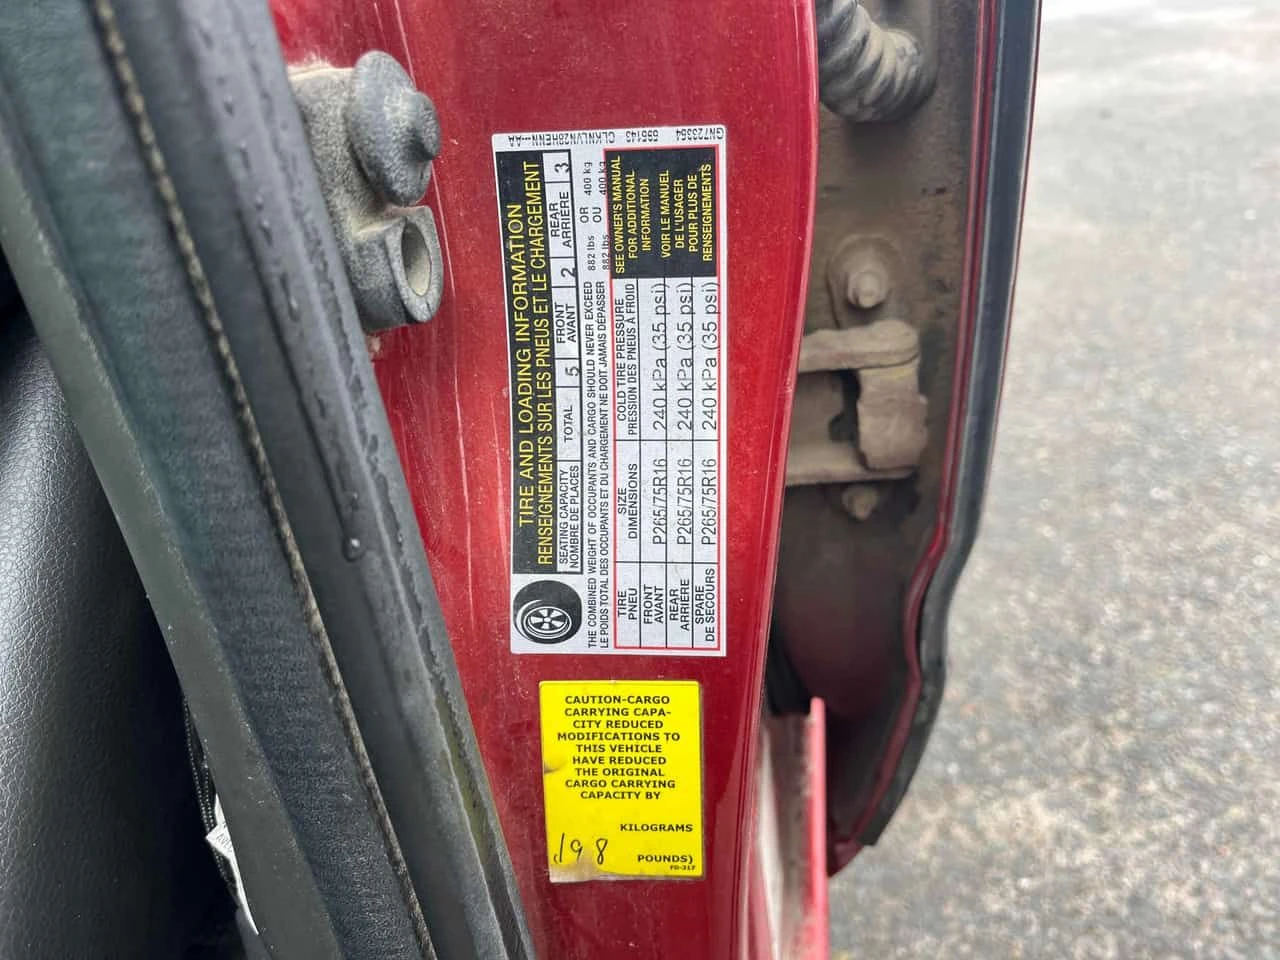 TIRE AND LOADING INFORMATION
RENSEIGNEMENTS SUR LES PNEUS ET LE CHARGEMENT
SEATING CAPACITY TOTAL 5 FRONT 2 REAR 3
NOMBRE DE PLACES AVANT ARRIÈRE
THE COMBINED WEIGHT OF OCCUPANTS AND CARGO SHOULD NEVER EXCEED 882 lbs OR 400 kg
LE POIDS TOTAL DES OCCUPANTS ET DU CHARGEMENT NE DOIT JAMAIS DÉPASSER 882 lbs OU 400 kg
TIRE SIZE COLD TIRE PRESSURE
PNEU DIMENSIONS PRESSION DES PNEUS À FROID
FRONT
AVANT P265/75R16 240 kPa (35 psi)
REAR
ARRIÈRE P265/75R16 240 kPa (35 psi)
SPARE
DE SECOURS P265/75R16 240 kPa (35 psi)
SEE OWNER'S MANUAL
FOR ADDITIONAL
INFORMATION
VOIR LE MANUEL
DE L'USAGER
POUR PLUS DE
RENSEIGNEMENTS
CAUTION-CARGO
CARRYING CAPA-
CITY REDUCED
MODIFICATIONS TO
THIS VEHICLE
HAVE REDUCED
THE ORIGINAL
CARGO CARRYING
CAPACITY BY
KILOGRAMS
198 POUNDS)
FD-317